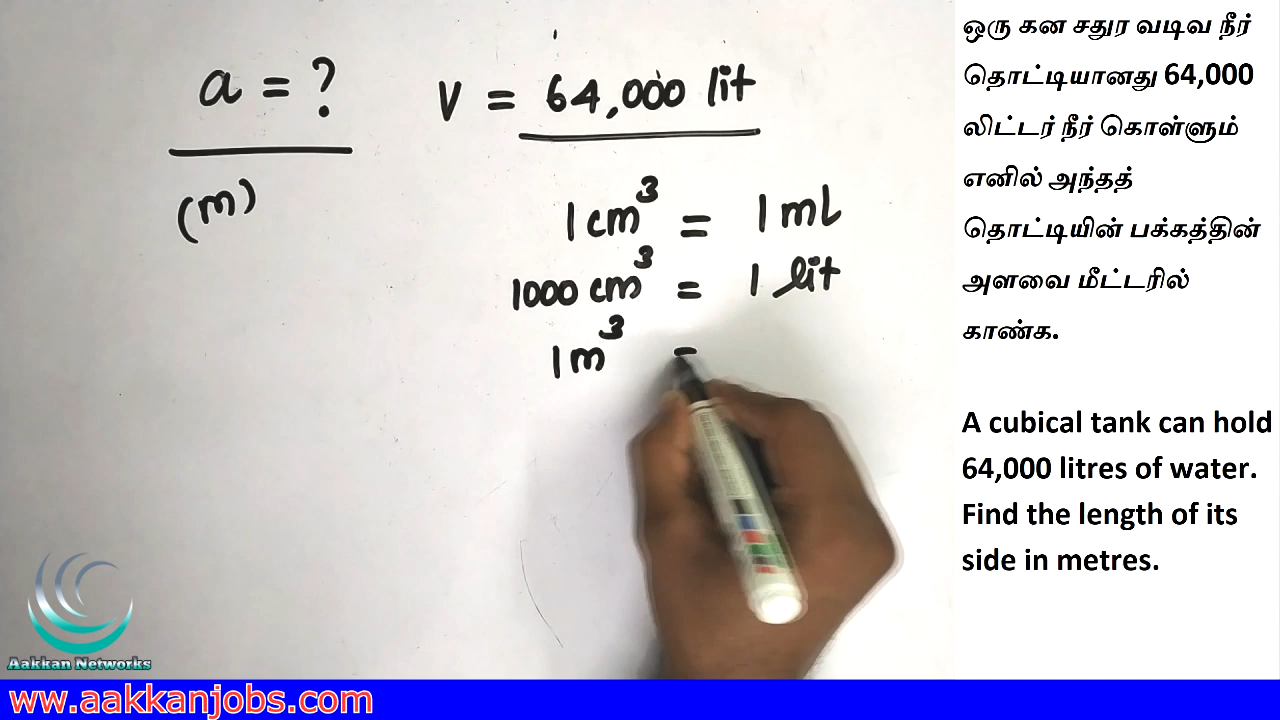 a = ?
(m)
V = 64,000 lit
1 cm³ = 1 ml
1000 cm³ = 1 lit
1 m³ =
ஒரு கன சதுர வடிவ நீர்
தொட்டியானது 64,000
லிட்டர் நீர் கொள்ளும்
எனில் அந்தத்
தொட்டியின் பக்கத்தின்
அளவை மீட்டரில்
காண்க.
A cubical tank can hold
64,000 litres of water.
Find the length of its
side in metres.
Aakkan Networks
ww.aakkanjobs.com